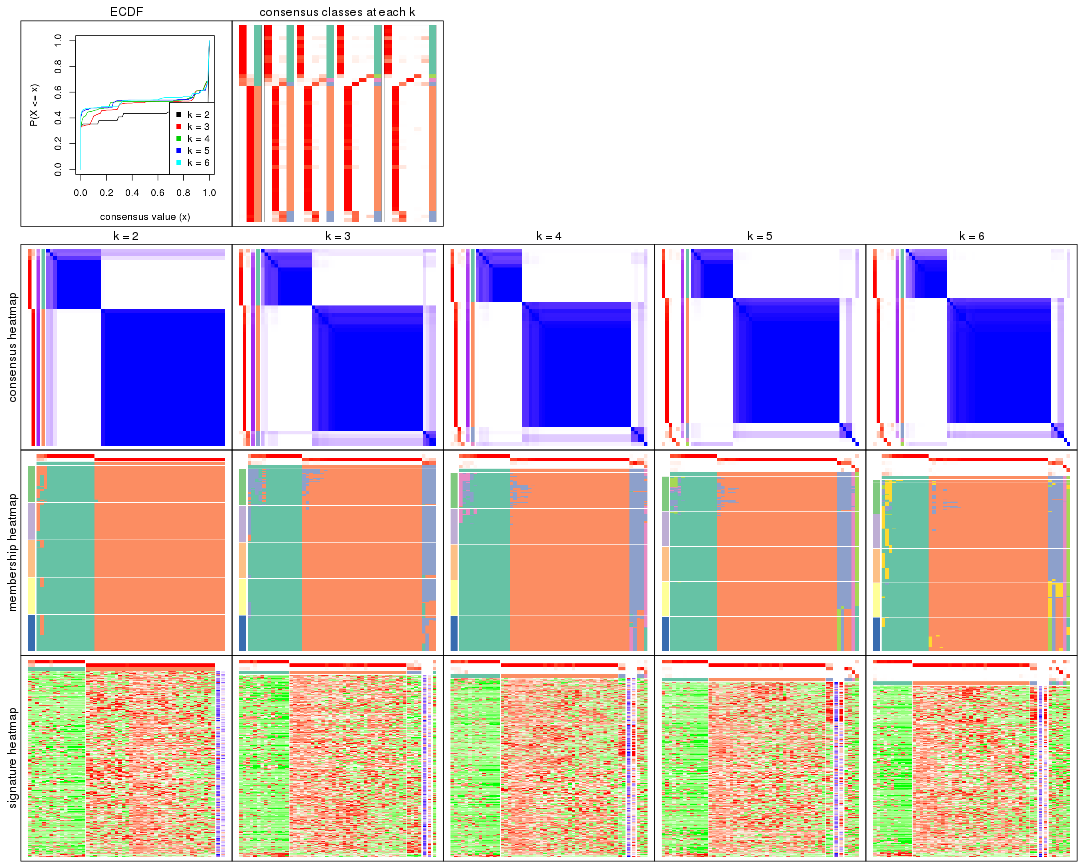 ECDF
consensus classes at each k
P(X <= x)
1.0
0.8
0.6
0.4
0.2
0.0
k = 2
k = 3
k = 4
k = 5
k = 6
0.0 0.2 0.4 0.6 0.8 1.0
consensus value (x)
k = 2
k = 3
k = 4
k = 5
k = 6
consensus heatmap
membership heatmap
signature heatmap